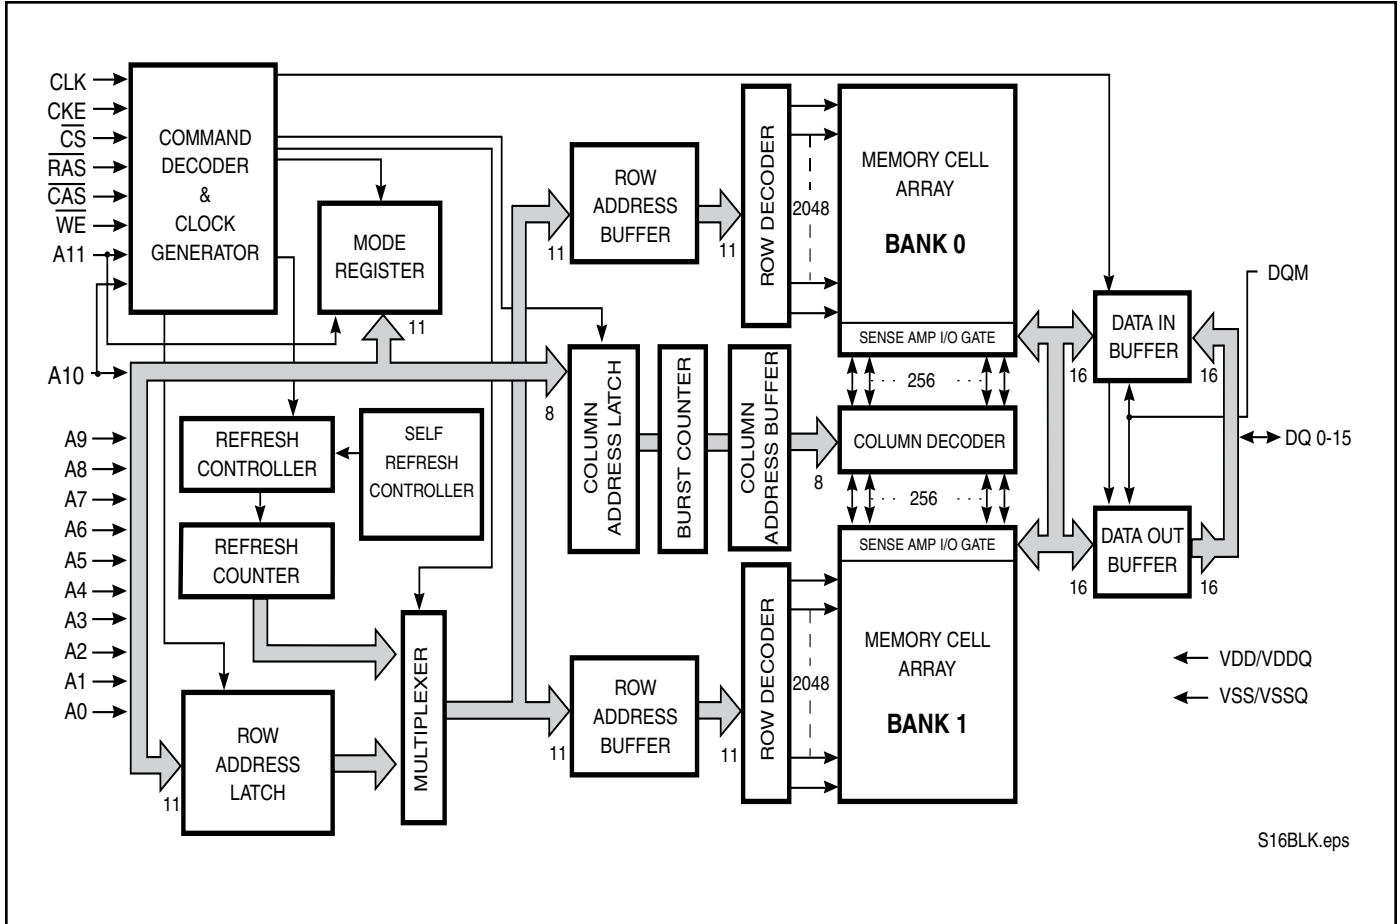 CLK
CKE
CS
RAS
CAS
WE
A11
A10
A9
A8
A7
A6
A5
A4
A3
A2
A1
A0
COMMAND
DECODER
&
CLOCK
GENERATOR
MODE
REGISTER
11
REFRESH
CONTROLLER
SELF
REFRESH
CONTROLLER
REFRESH
COUNTER
ROW
ADDRESS
LATCH
11
MULTIPLEXER
ROW
ADDRESS
BUFFER
11
11
ROW DECODER
2048
MEMORY CELL
ARRAY
BANK 0
SENSE AMP I/O GATE
8
COLUMN
ADDRESS LATCH
BURST COUNTER
COLUMN
ADDRESS BUFFER
8
256
COLUMN DECODER
256
SENSE AMP I/O GATE
MEMORY CELL
ARRAY
BANK 1
ROW
ADDRESS
BUFFER
11
11
ROW DECODER
2048
DQM
DATA IN
BUFFER
16
16
DQ 0-15
DATA OUT
BUFFER
16
16
VDD/VDDQ
VSS/VSSQ
S16BLK.eps